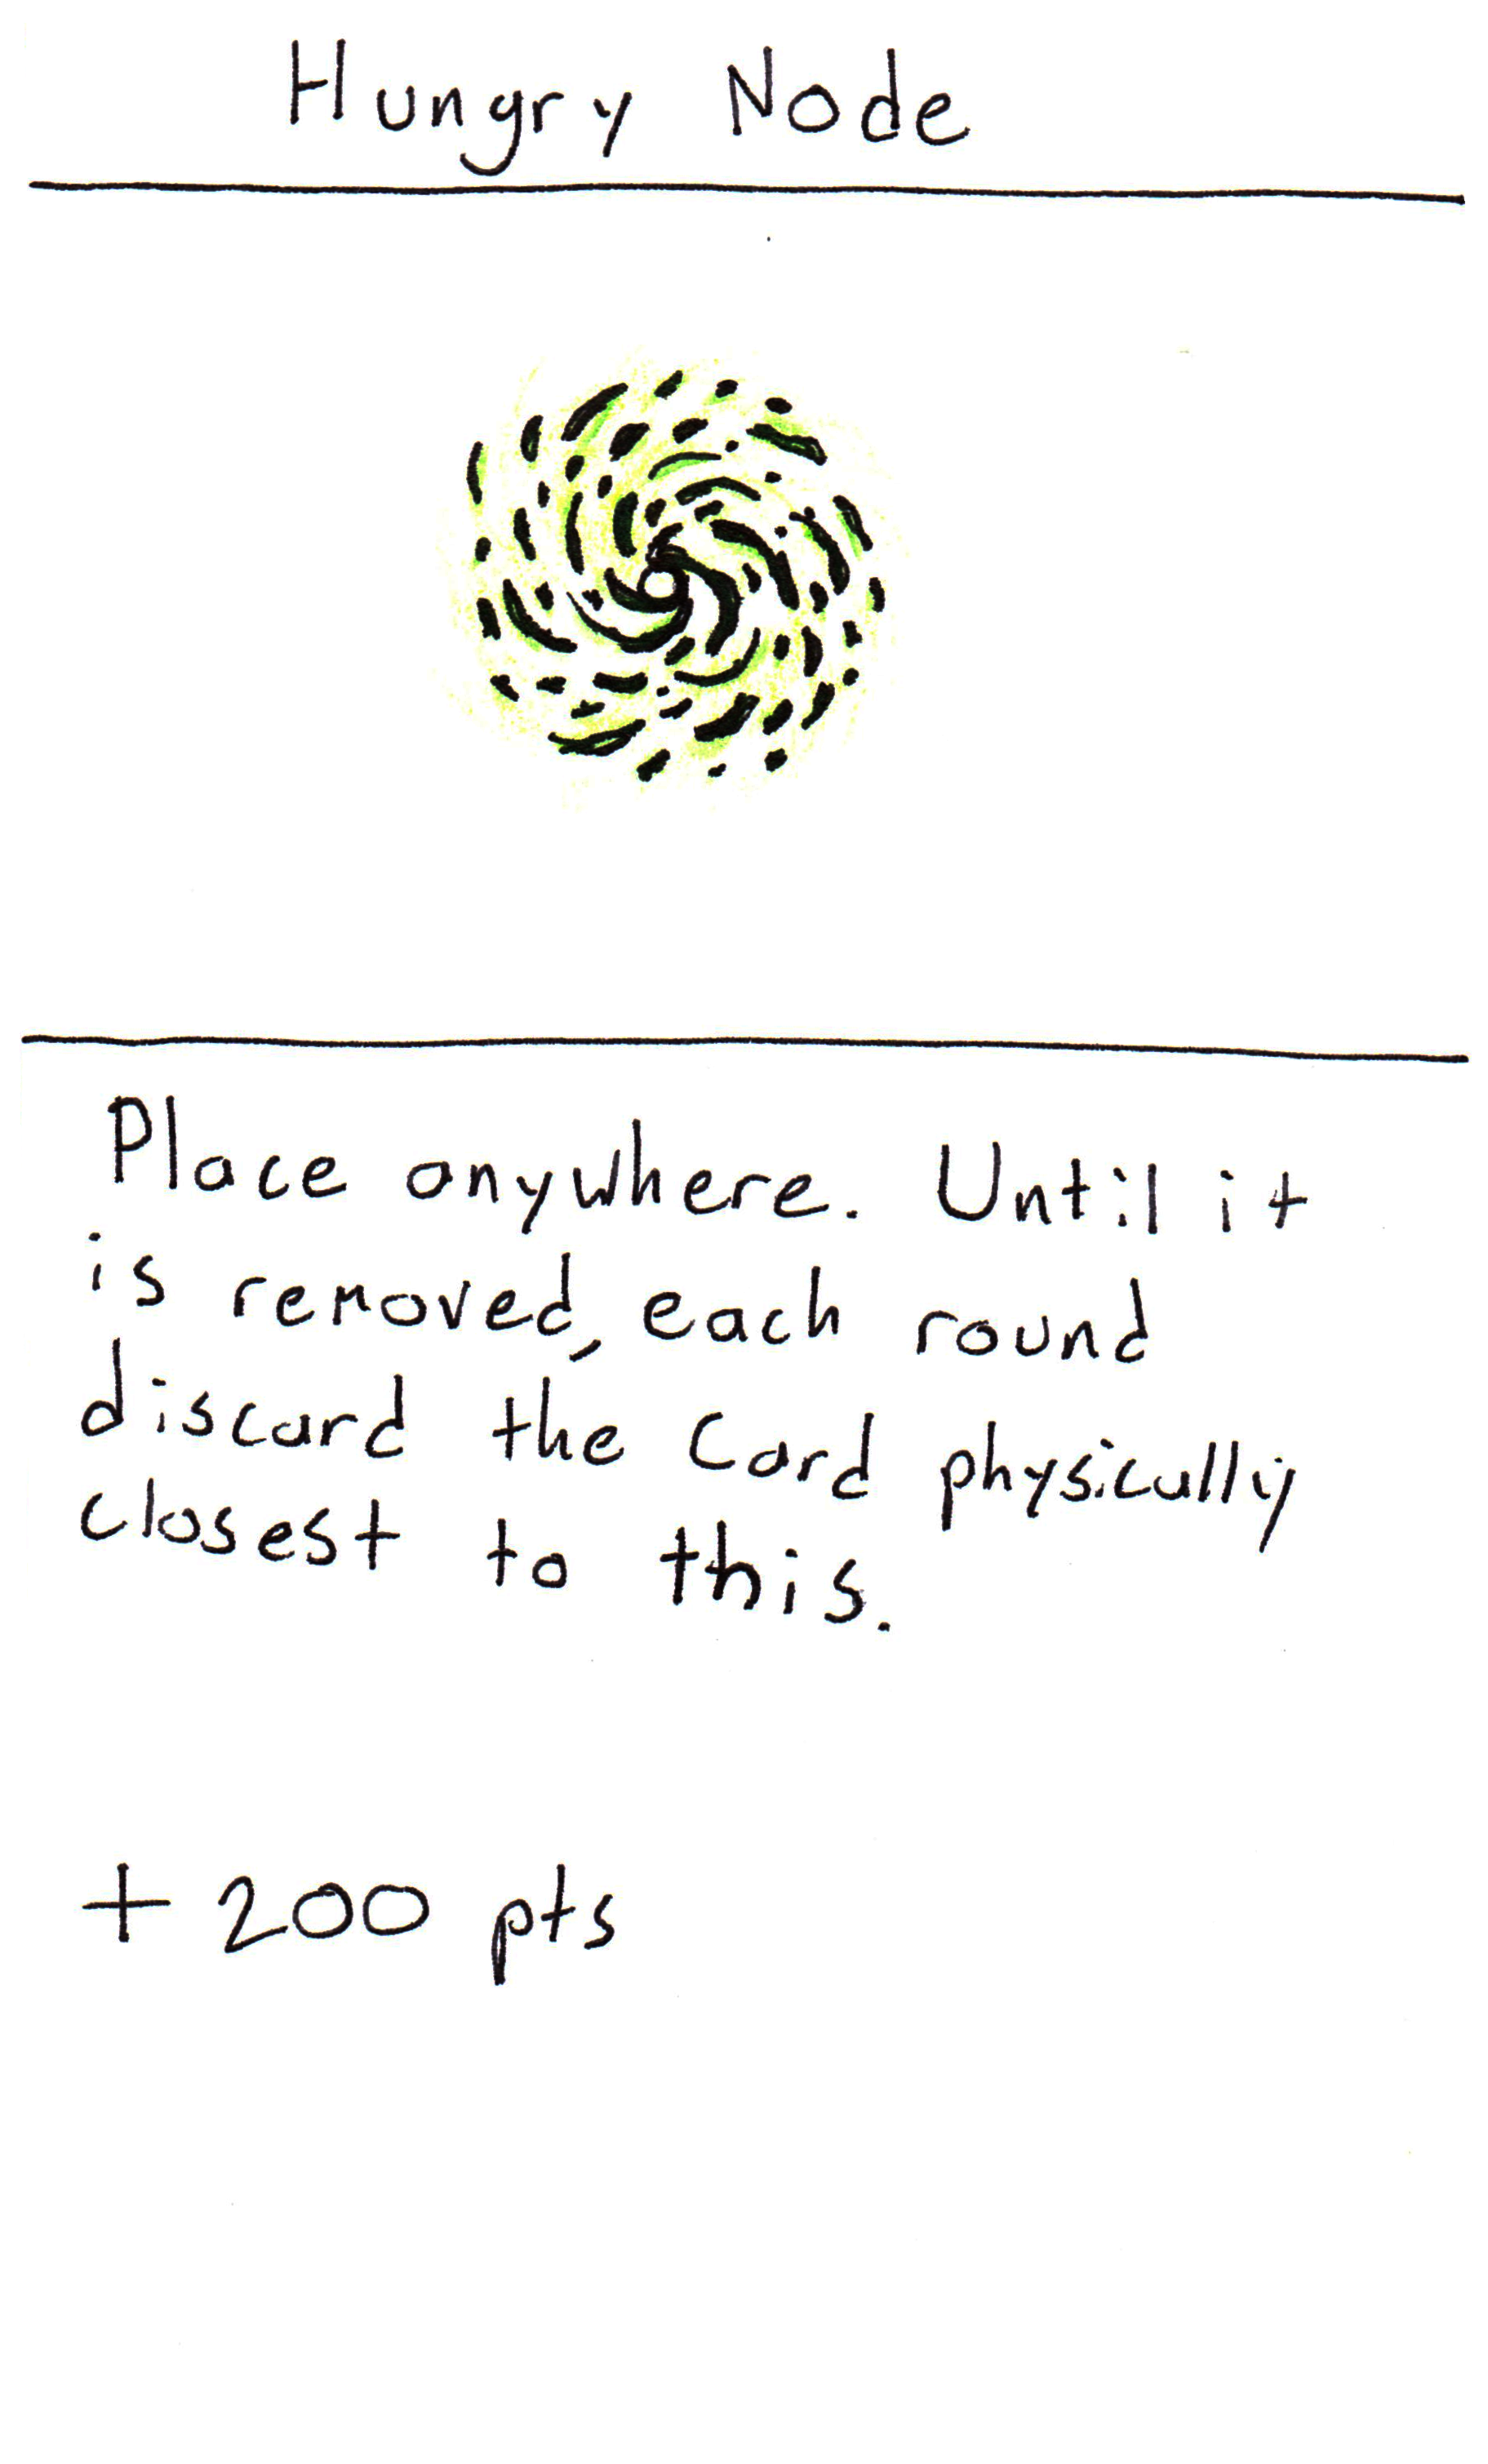 Hungry Node
Place anywhere. Until it
is removed, each round
discard the Card physically
closest to this.
+ 200 pts